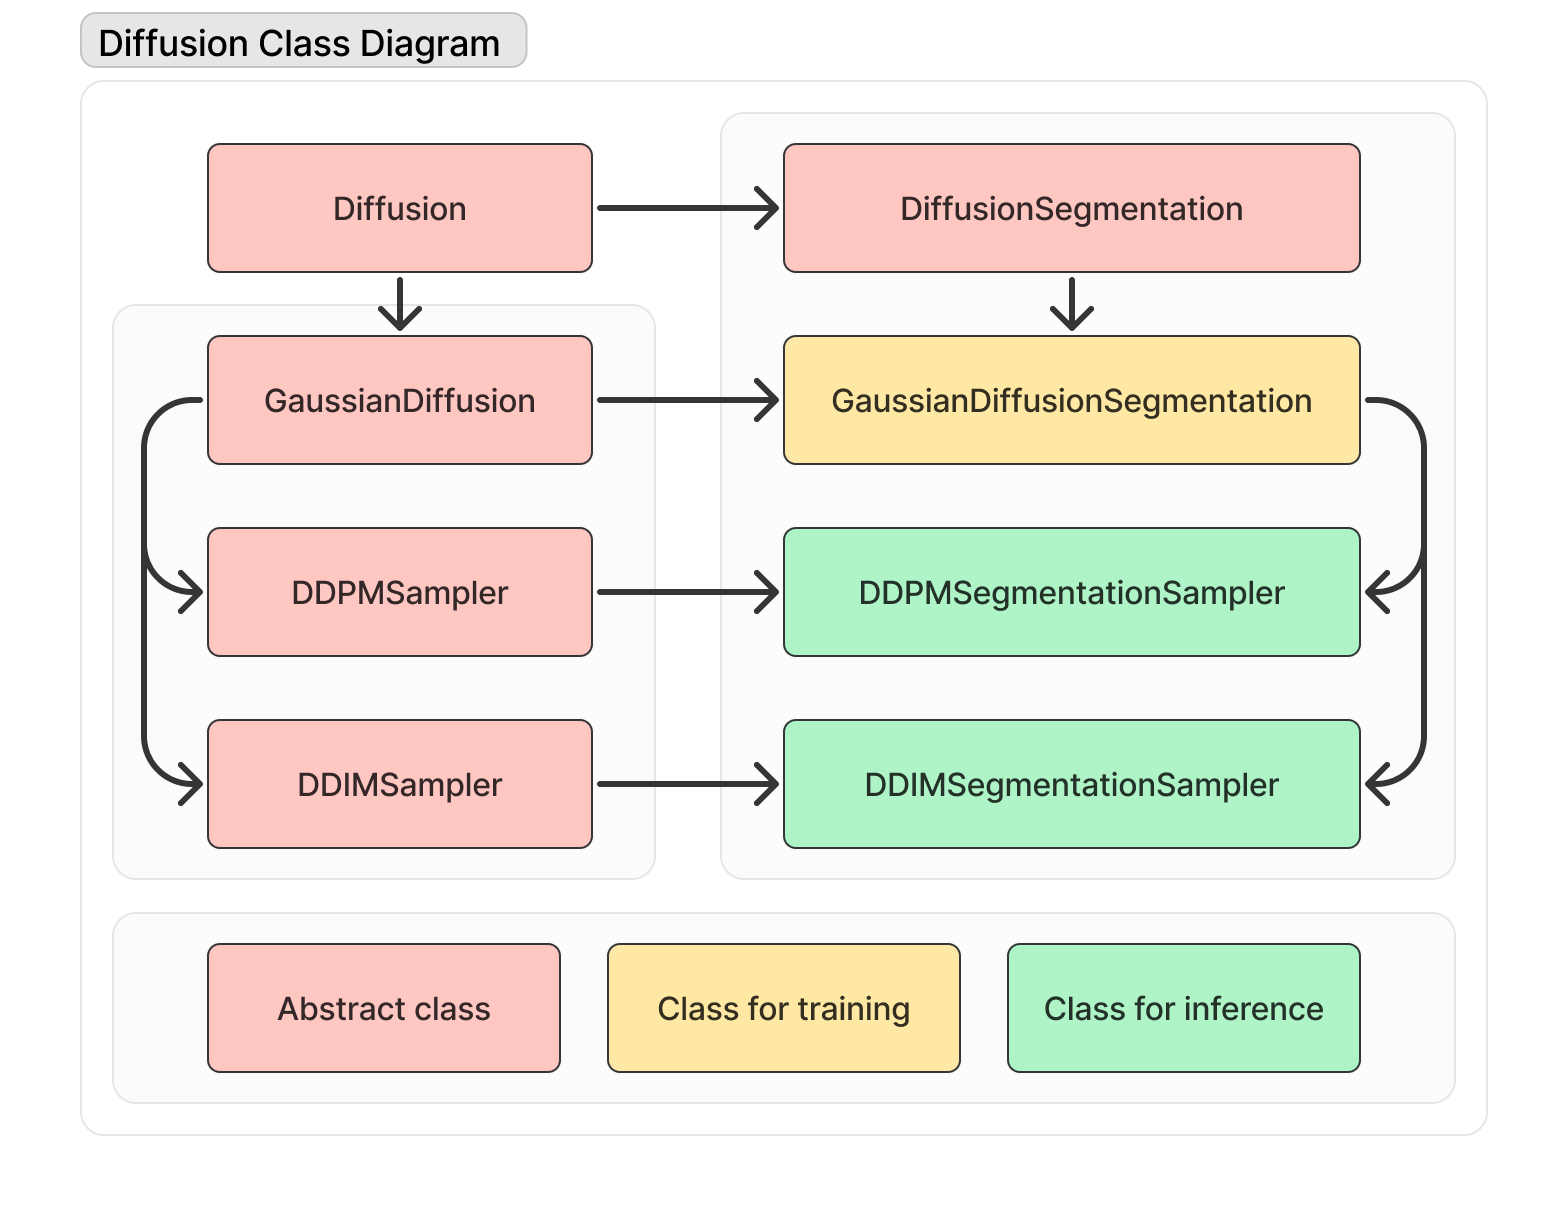 Diffusion Class Diagram
Diffusion
DiffusionSegmentation
GaussianDiffusion
GaussianDiffusionSegmentation
DDPMSampler
DDPMSegmentationSampler
DDIMSampler
DDIMSegmentationSampler
Abstract class
Class for training
Class for inference